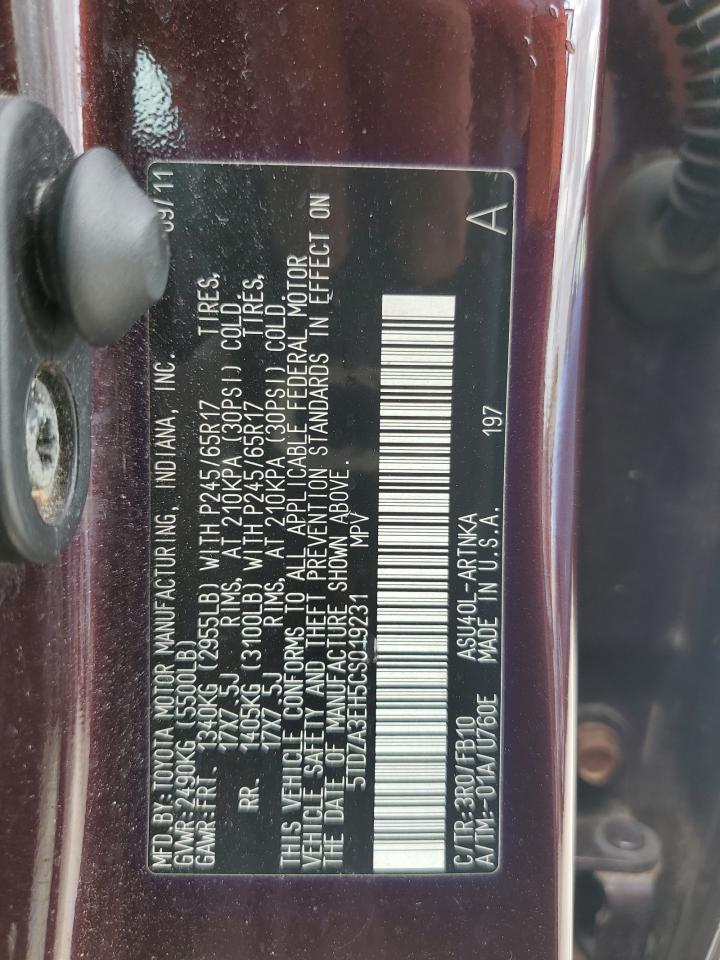 MFD.BY:TOYOTA MOTOR MANUFACTURING, INDIANA, INC. 09/11
GVWR:2490KG(5500LB)
GAWR:FRT. 1340KG (2955LB) WITH P245/65R17 TIRES,
17X7.5J RIMS, AT 210KPA (30PSI) COLD.
RR. 1405KG (3100LB) WITH P245/65R17 TIRES,
17X7.5J RIMS, AT 210KPA (30PSI) COLD.
THIS VEHICLE CONFORMS TO ALL APPLICABLE FEDERAL MOTOR
VEHICLE SAFETY AND THEFT PREVENTION STANDARDS IN EFFECT ON
THE DATE OF MANUFACTURE SHOWN ABOVE.
5TDZA3EH5CS019231 MPV
C/TR:3R0/FB10 ASU40L-ARTNKA 197 A
A/TM:-01A/U760E MADE IN U.S.A.